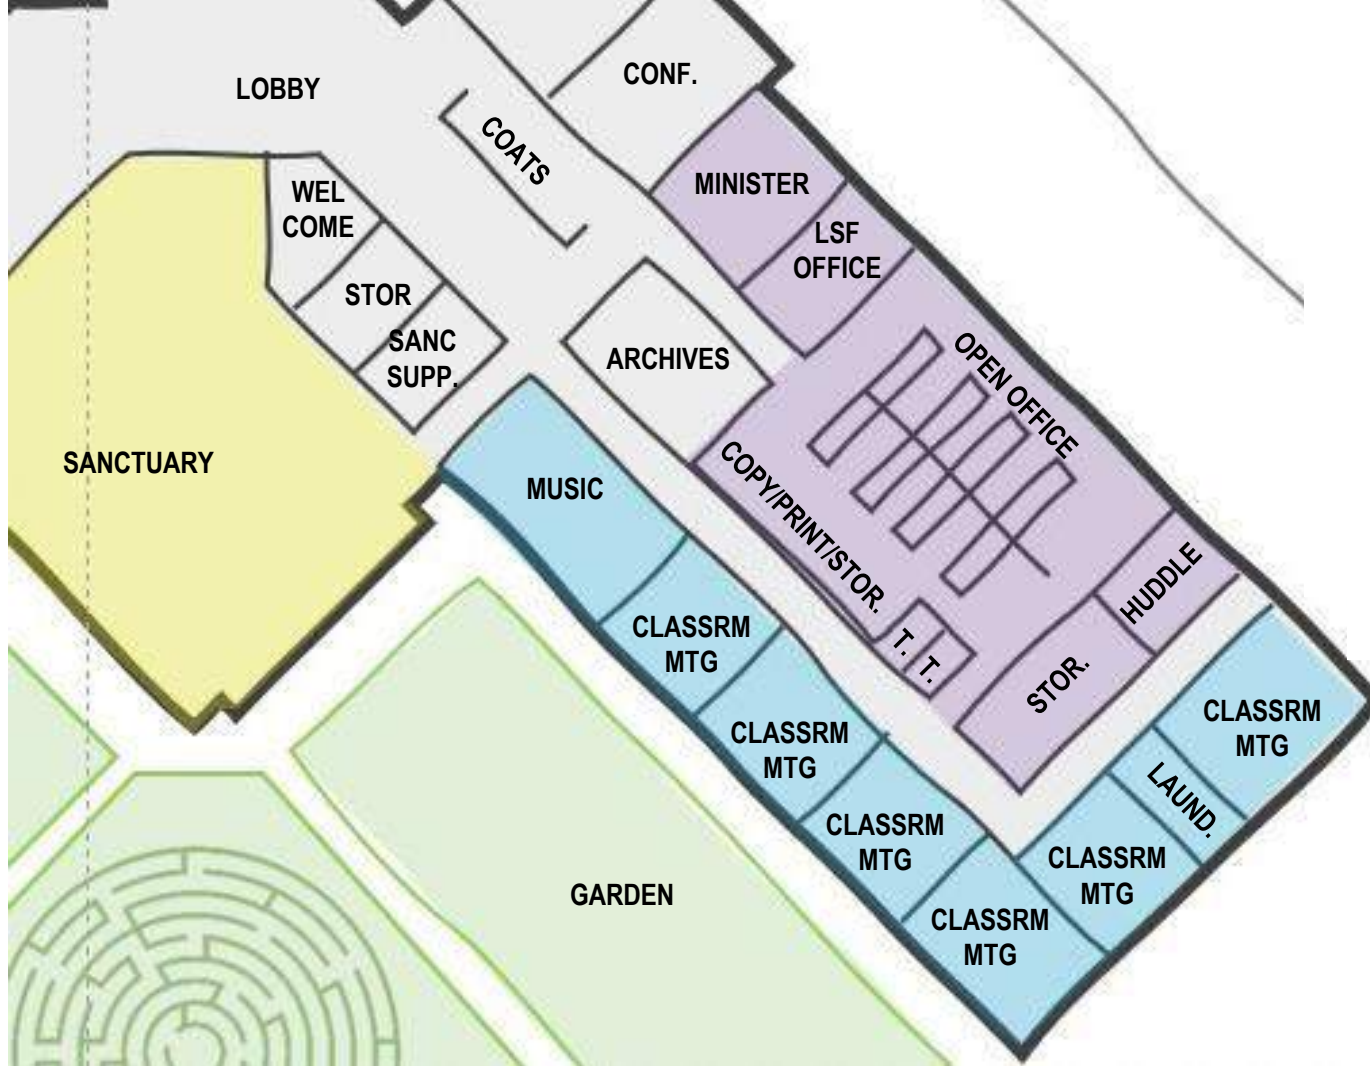 LOBBY
CONF.
COATS
WEL
COME
STOR
SANC
SUPP.
MINISTER
LSF
OFFICE
ARCHIVES
OPEN OFFICE
SANCTUARY
MUSIC
COPY/PRINT/STOR.
T. T.
HUDDLE
STOR.
CLASSRM
MTG
CLASSRM
MTG
CLASSRM
MTG
CLASSRM
MTG
CLASSRM
MTG
LAUND.
CLASSRM
MTG
GARDEN